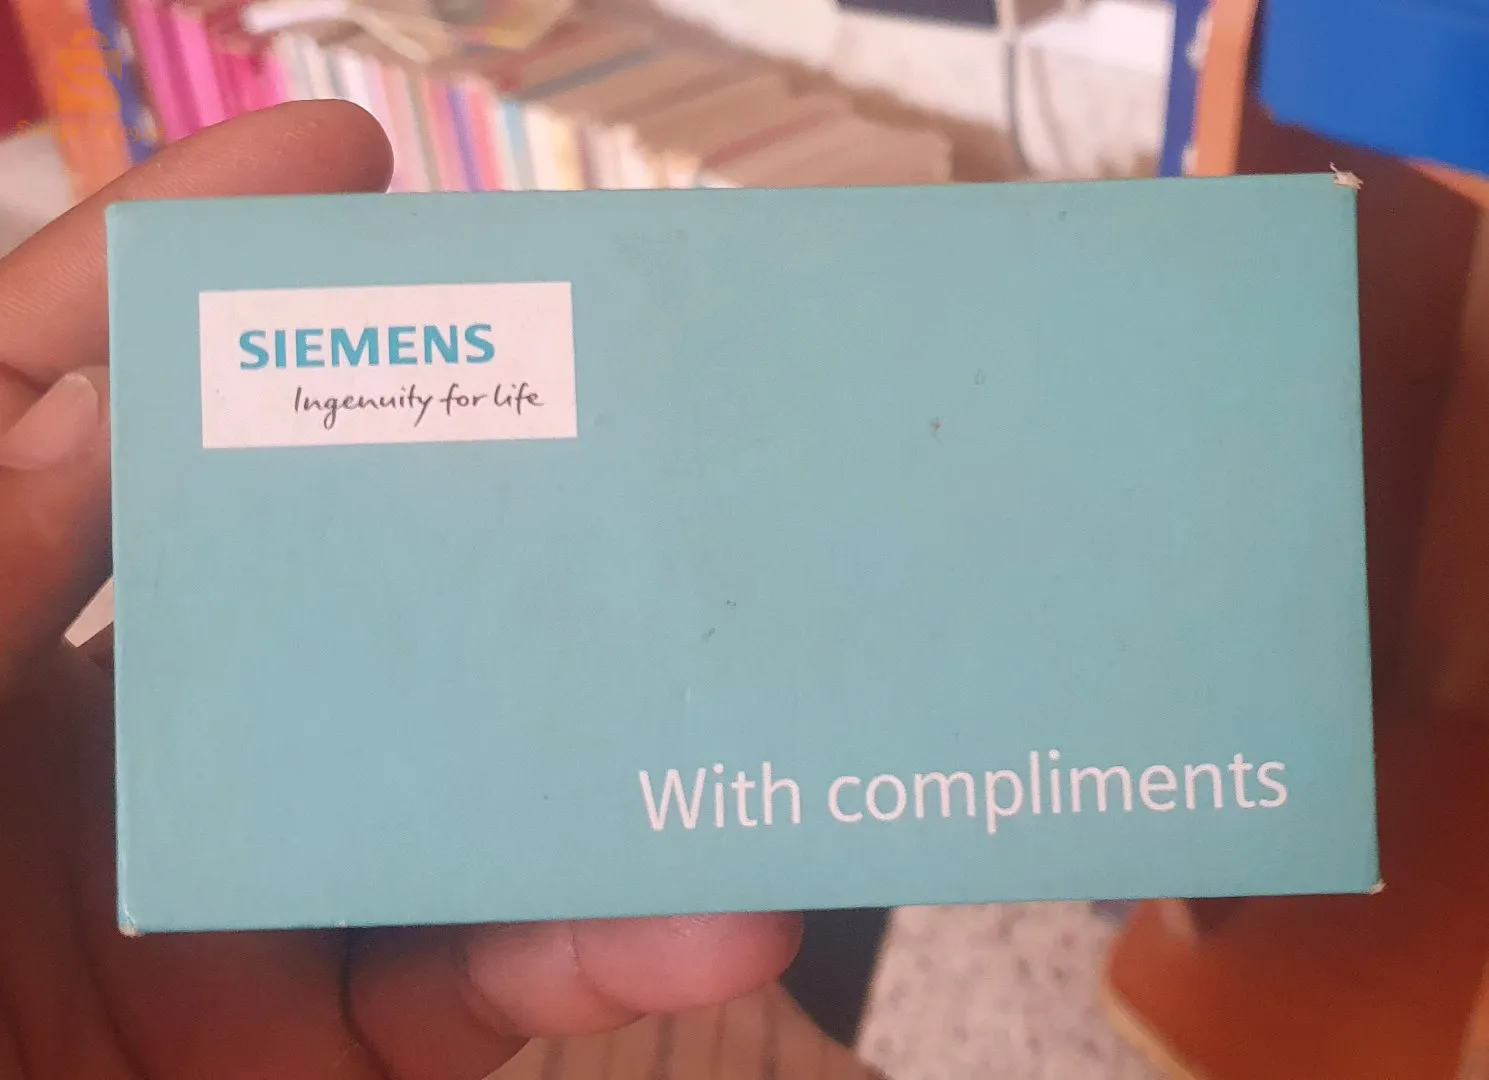 SIEMENS
Ingenuity for life
With compliments